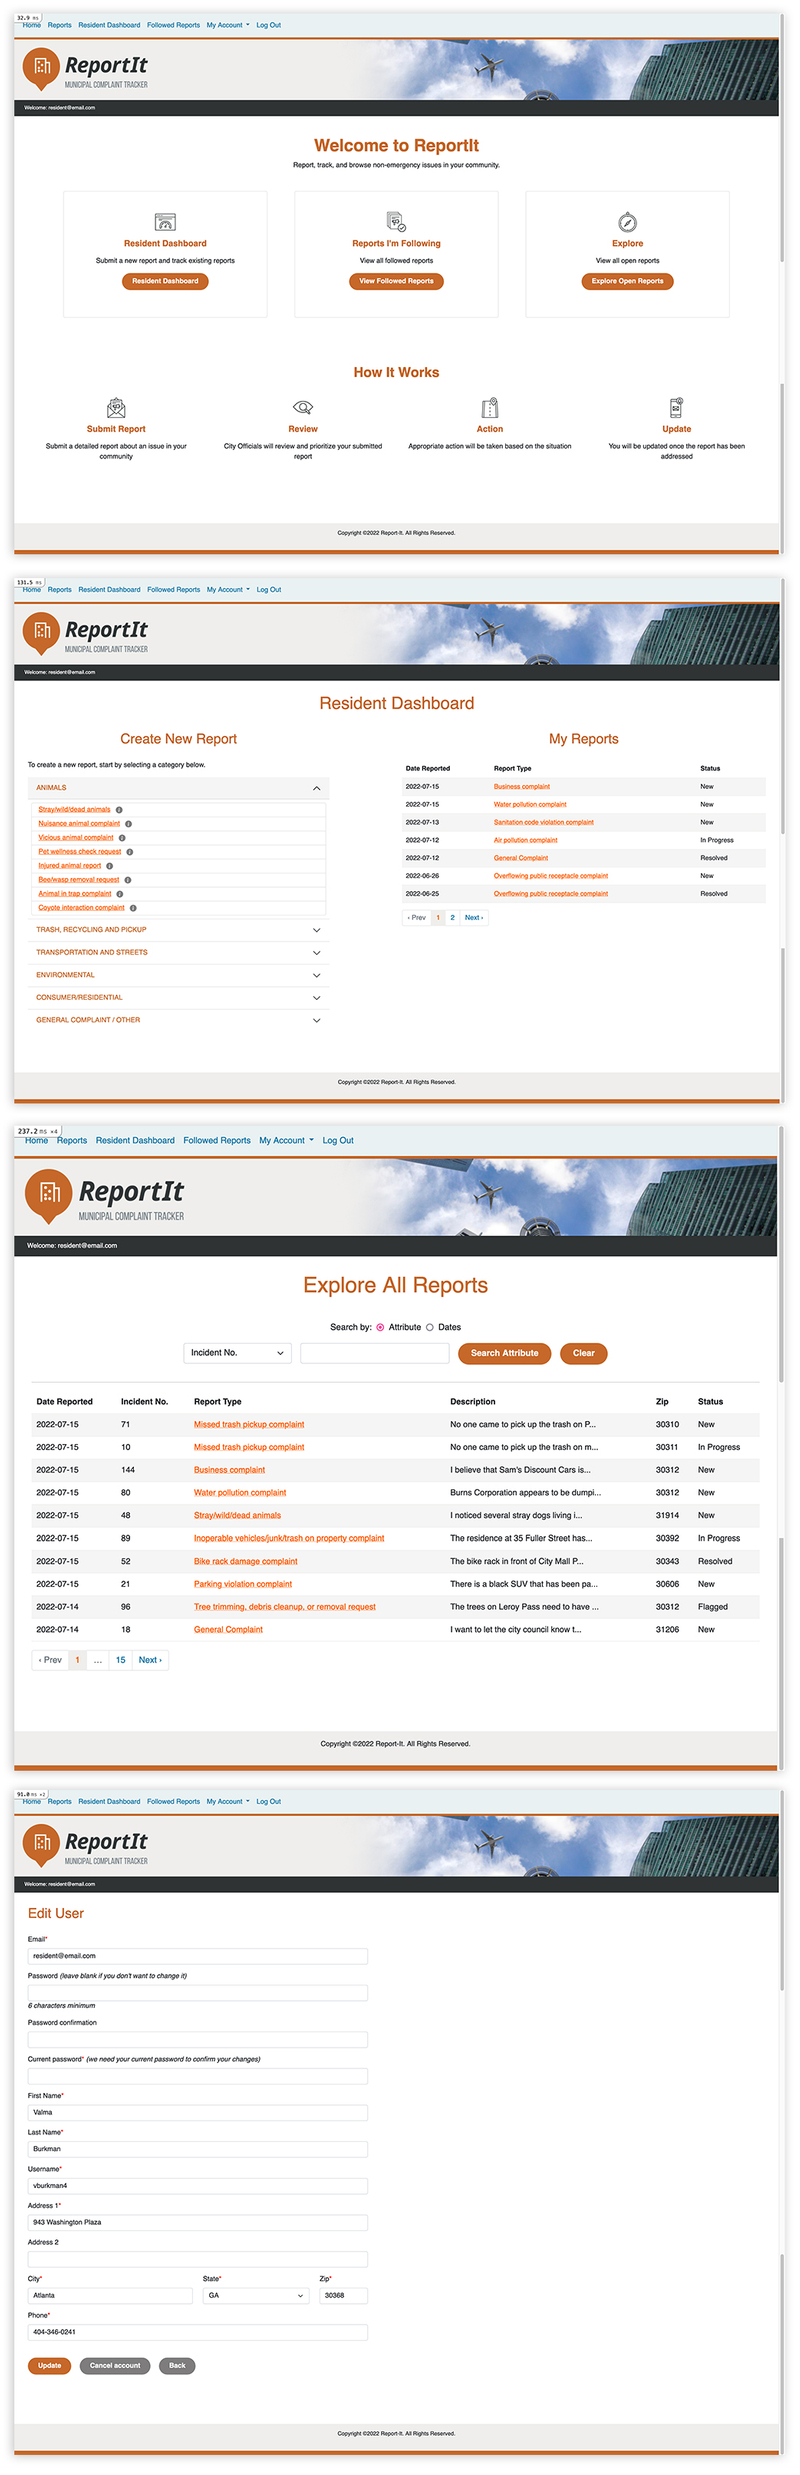 32.9 ms
Home Reports Resident Dashboard Followed Reports My Account Log Out
ReportIt
MUNICIPAL COMPLAINT TRACKER
Welcome: resident@email.com
Welcome to ReportIt
Report, track, and browse non-emergency issues in your community.
Resident Dashboard
Submit a new report and track existing reports
Resident Dashboard
Reports I'm Following
View all followed reports
View Followed Reports
Explore
View all open reports
Explore Open Reports
How It Works
Submit Report
Submit a detailed report about an issue in your
community
Review
City Officials will review and prioritize your submitted
report
Action
Appropriate action will be taken based on the situation
Update
You will be updated once the report has been
addressed
Copyright ©2022 Report-It. All Rights Reserved.
131.5 ms
Home Reports Resident Dashboard Followed Reports My Account Log Out
ReportIt
MUNICIPAL COMPLAINT TRACKER
Welcome: resident@email.com
Resident Dashboard
Create New Report
To create a new report, start by selecting a category below.
ANIMALS
Stray/wild/dead animals
Nuisance animal complaint
Vicious animal complaint
Pet wellness check request
Injured animal report
Bee/wasp removal request
Animal in trap complaint
Coyote interaction complaint
TRASH, RECYCLING AND PICKUP
TRANSPORTATION AND STREETS
ENVIRONMENTAL
CONSUMER/RESIDENTIAL
GENERAL COMPLAINT / OTHER
My Reports
Date Reported Report Type Status
2022-07-15 Business complaint New
2022-07-15 Water pollution complaint New
2022-07-13 Sanitation code violation complaint New
2022-07-12 Air pollution complaint In Progress
2022-07-12 General Complaint Resolved
2022-06-26 Overflowing public receptacle complaint New
2022-06-25 Overflowing public receptacle complaint Resolved
‹ Prev 1 2 Next ›
Copyright ©2022 Report-It. All Rights Reserved.
237.2 ms ×4
Home Reports Resident Dashboard Followed Reports My Account Log Out
ReportIt
MUNICIPAL COMPLAINT TRACKER
Welcome: resident@email.com
Explore All Reports
Search by: Attribute Dates
Incident No. Search Attribute Clear
Date Reported Incident No. Report Type Description Zip Status
2022-07-15 71 Missed trash pickup complaint No one came to pick up the trash on P... 30310 New
2022-07-15 10 Missed trash pickup complaint No one came to pick up the trash on m... 30311 In Progress
2022-07-15 144 Business complaint I believe that Sam's Discount Cars is... 30312 New
2022-07-15 80 Water pollution complaint Burns Corporation appears to be dumpi... 30312 New
2022-07-15 48 Stray/wild/dead animals I noticed several stray dogs living i... 31914 New
2022-07-15 89 Inoperable vehicles/junk/trash on property complaint The residence at 35 Fuller Street has... 30392 In Progress
2022-07-15 52 Bike rack damage complaint The bike rack in front of City Mall P... 30343 Resolved
2022-07-15 21 Parking violation complaint There is a black SUV that has been pa... 30606 New
2022-07-14 96 Tree trimming, debris cleanup, or removal request The trees on Leroy Pass need to have ... 30312 Flagged
2022-07-14 18 General Complaint I want to let the city council know t... 31206 New
‹ Prev 1 ... 15 Next ›
Copyright ©2022 Report-It. All Rights Reserved.
91.0 ms ×2
Home Reports Resident Dashboard Followed Reports My Account Log Out
ReportIt
MUNICIPAL COMPLAINT TRACKER
Welcome: resident@email.com
Edit User
Email*
resident@email.com
Password (leave blank if you don't want to change it)
6 characters minimum
Password confirmation
Current password* (we need your current password to confirm your changes)
First Name*
Valma
Last Name*
Burkman
Username*
vburkman4
Address 1*
943 Washington Plaza
Address 2
City* State* Zip*
Atlanta GA 30368
Phone*
404-346-0241
Update Cancel account Back
Copyright ©2022 Report-It. All Rights Reserved.